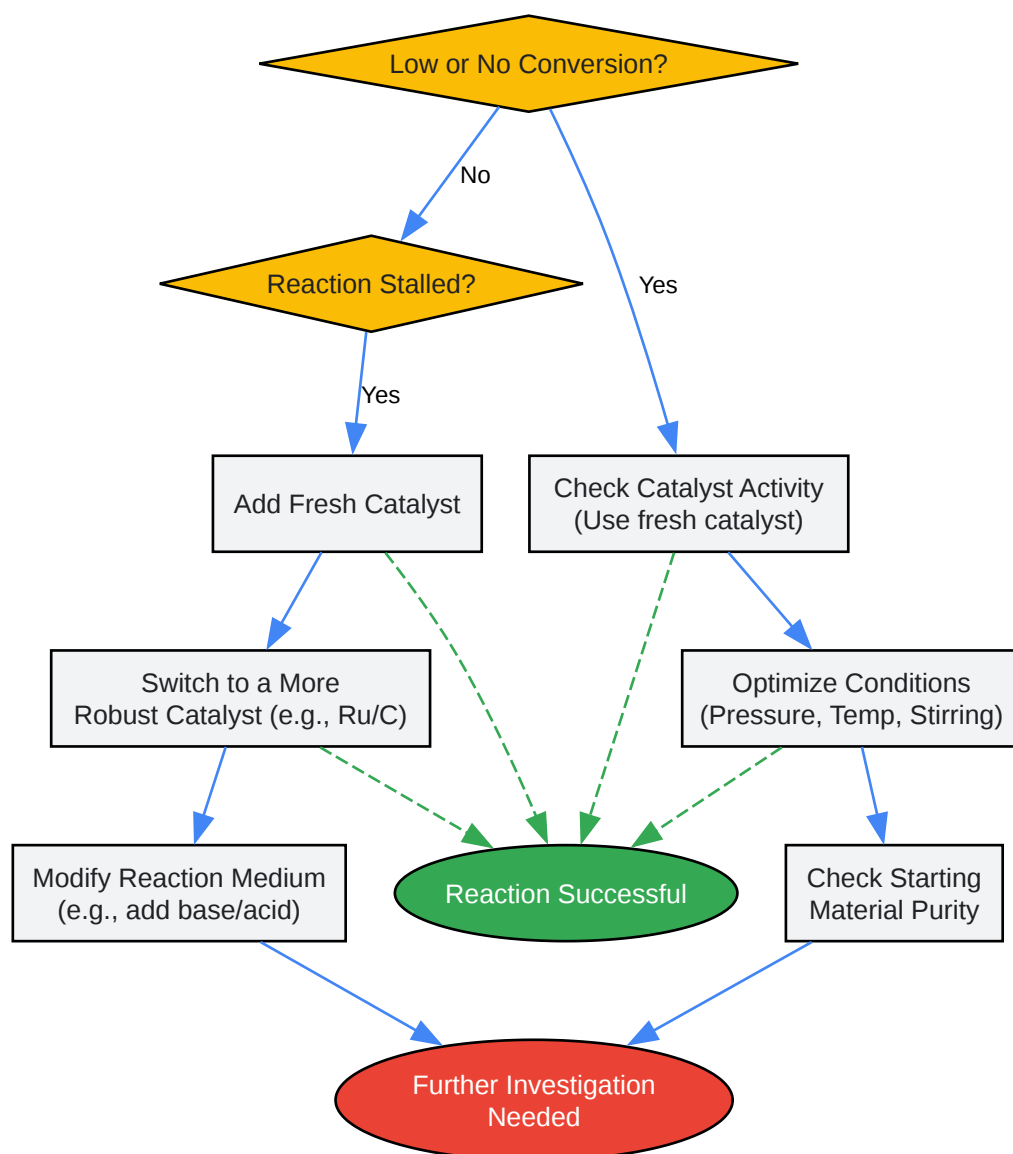 Low or No Conversion?
No
Reaction Stalled?
Yes
Yes
Add Fresh Catalyst
Check Catalyst Activity
(Use fresh catalyst)
Switch to a More
Robust Catalyst (e.g., Ru/C)
Optimize Conditions
(Pressure, Temp, Stirring)
Modify Reaction Medium
(e.g., add base/acid)
Reaction Successful
Check Starting
Material Purity
Further Investigation
Needed